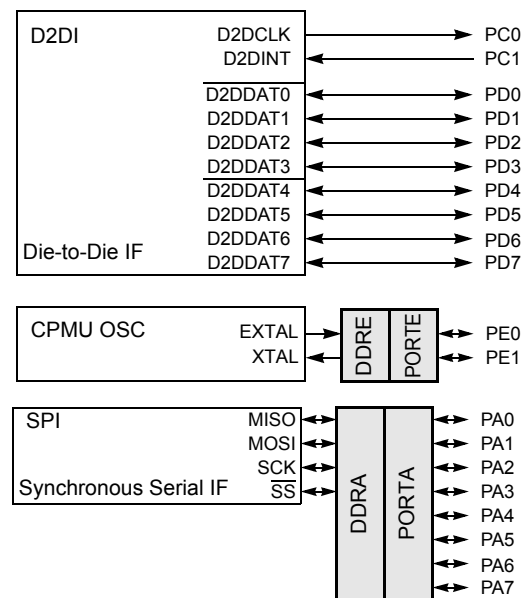 D2DI D2DCLK PC0
D2DINT PC1
D2DDAT0 PD0
D2DDAT1 PD1
D2DDAT2 PD2
D2DDAT3 PD3
D2DDAT4 PD4
D2DDAT5 PD5
D2DDAT6 PD6
Die-to-Die IF D2DDAT7 PD7
CPMU OSC EXTAL DDRE PORTE PE0
XTAL PE1
SPI MISO PA0
MOSI PA1
SCK PA2
Synchronous Serial IF SS DDRA PORTA PA3
PA4
PA5
PA6
PA7